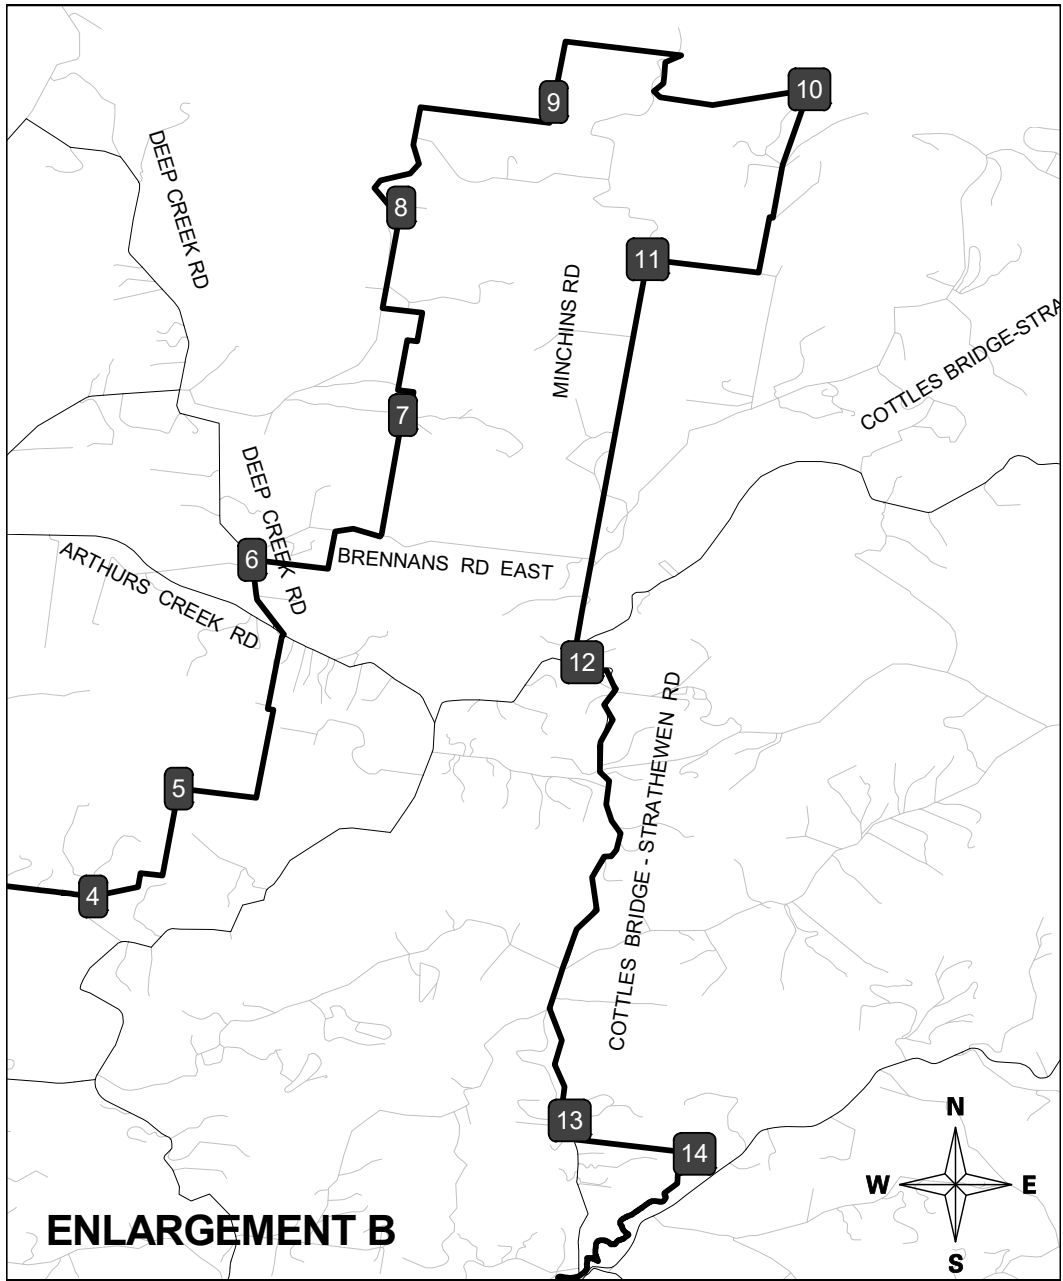 9
10
DEEP CREEK RD
8
11
MINCHINS RD
COTTLES BRIDGE-STRA
7
DEEP CREEK RD
6
BRENNANS RD EAST
ARTHURS CREEK RD
12
COTTLES BRIDGE - STRATHEWEN RD
5
4
13
14
N
W
E
S
ENLARGEMENT B